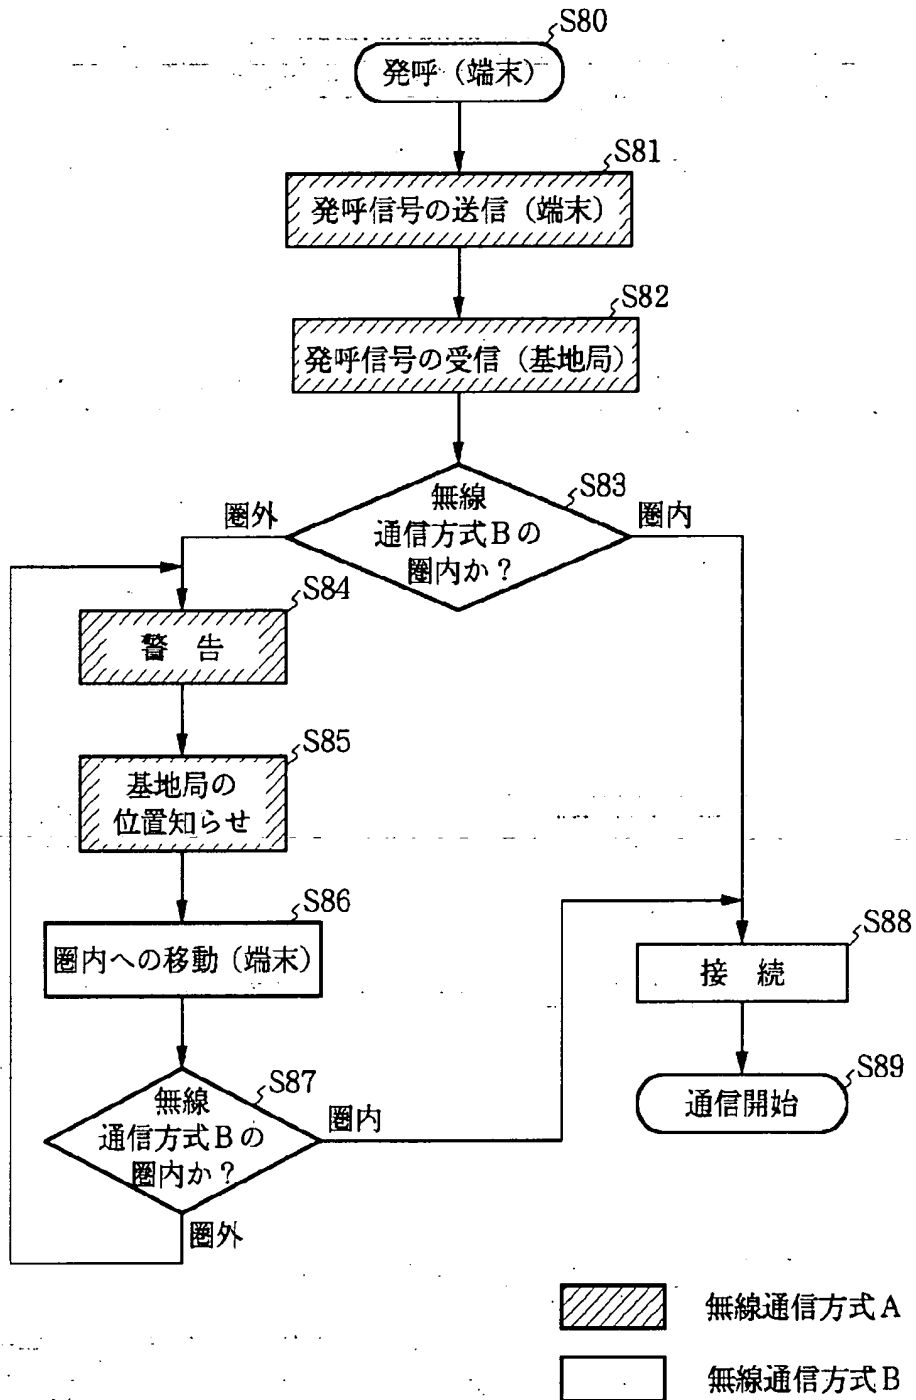 S80
発呼（端末）
S81
発呼信号の送信（端末）
S82
発呼信号の受信（基地局）
S83
無線
通信方式Bの
圏内か？
圏外
圏内
S84
警 告
S85
基地局の
位置知らせ
S86
圏内への移動（端末）
S87
無線
通信方式Bの
圏内か？
圏内
圏外
S88
接 続
S89
通信開始
無線通信方式A
無線通信方式B